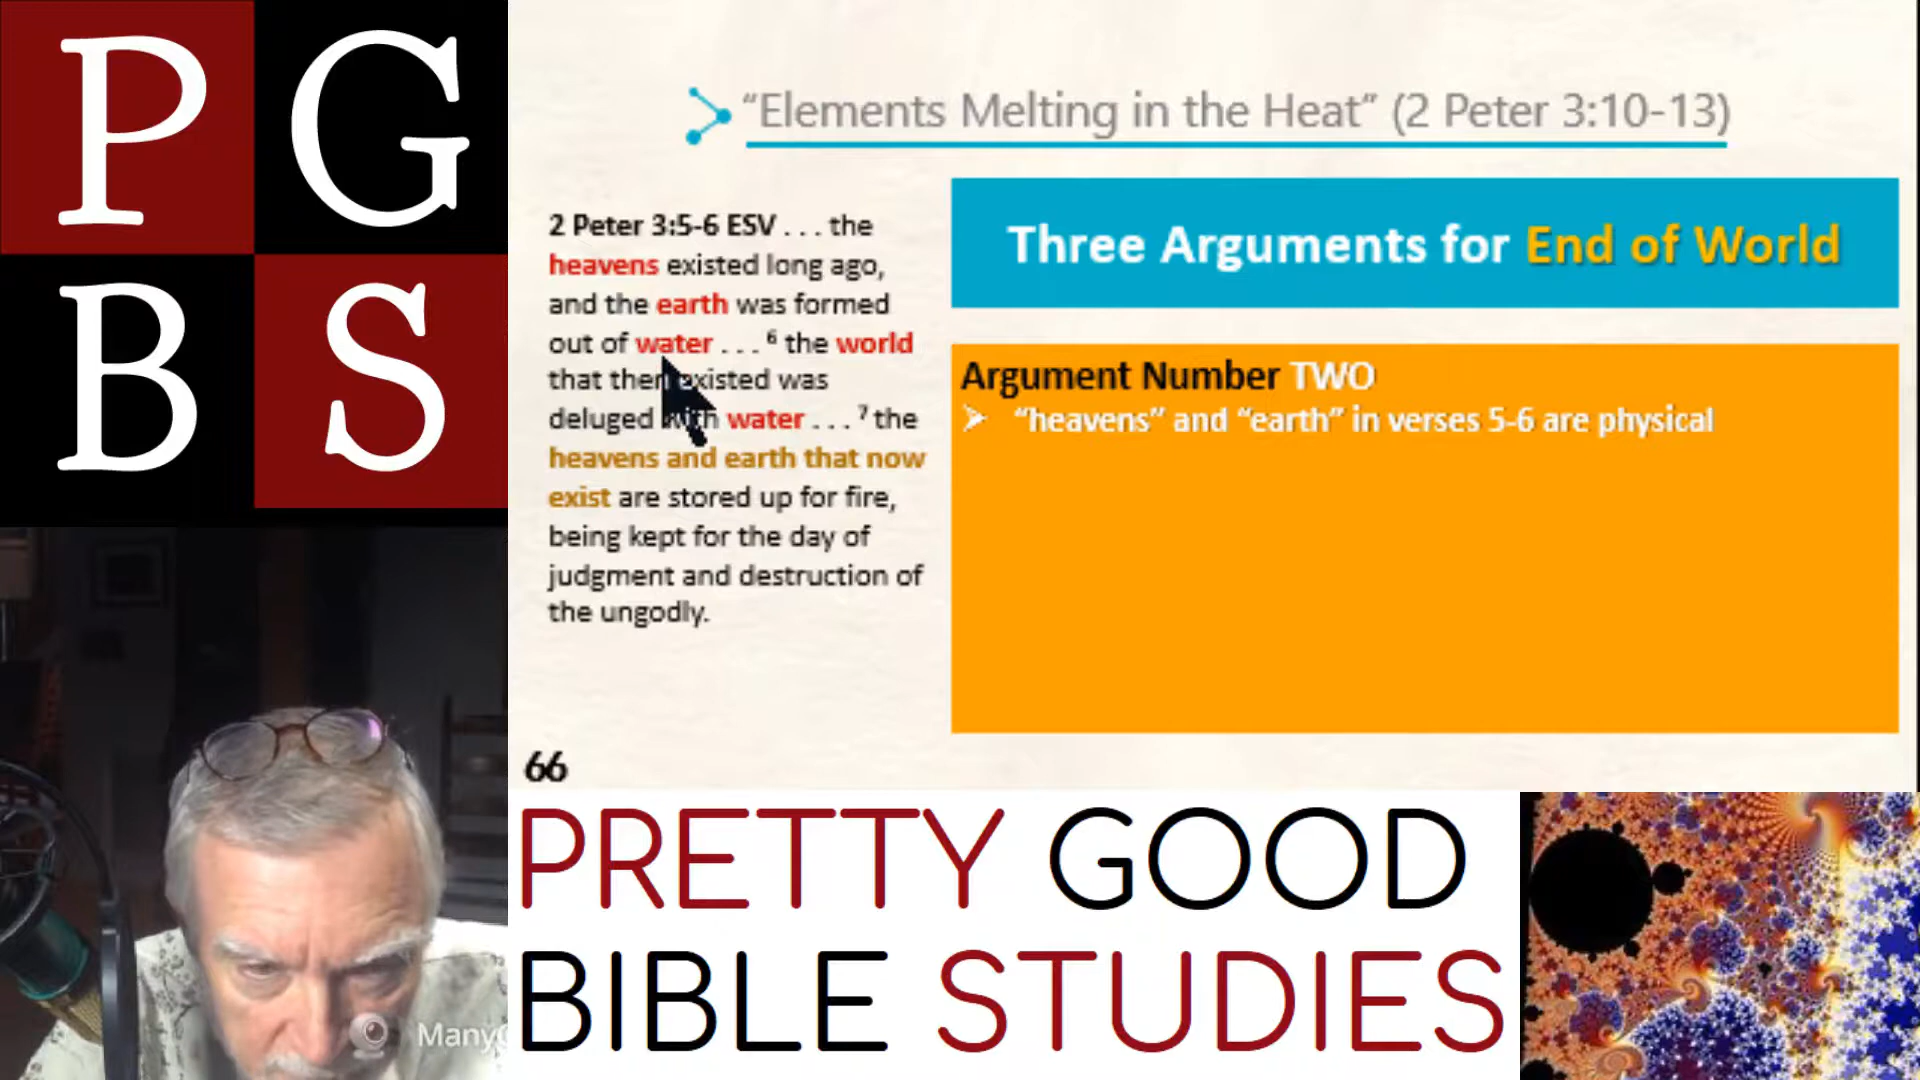 P G
B S
“Elements Melting in the Heat” (2 Peter 3:10-13)
2 Peter 3:5-6 ESV . . . the
heavens existed long ago,
and the earth was formed
out of water . . . ⁶ the world
that then existed was
deluged with water . . . ⁷ the
heavens and earth that now
exist are stored up for fire,
being kept for the day of
judgment and destruction of
the ungodly.
66
Three Arguments for End of World
Argument Number TWO
“heavens” and “earth” in verses 5-6 are physical
PRETTY GOOD
BIBLE STUDIES